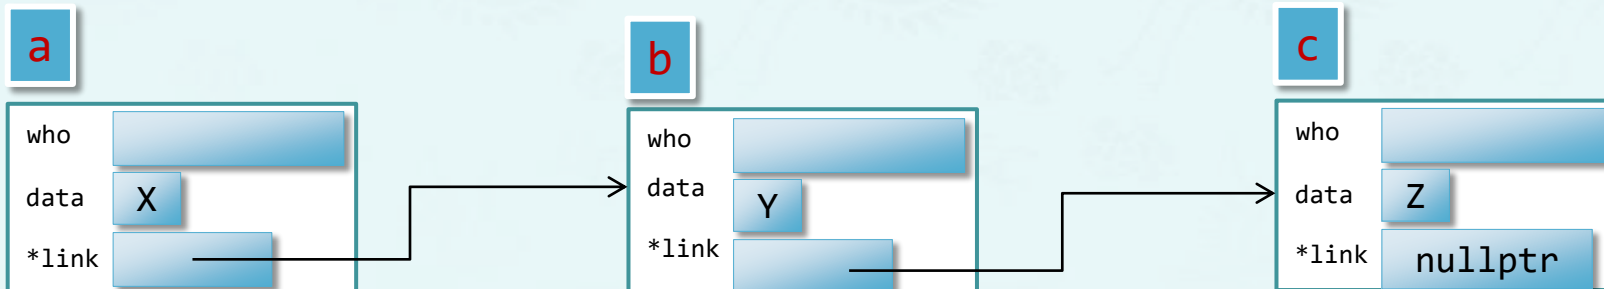 a
who
data X
*link
b
who
data Y
*link
c
who
data Z
*link nullptr